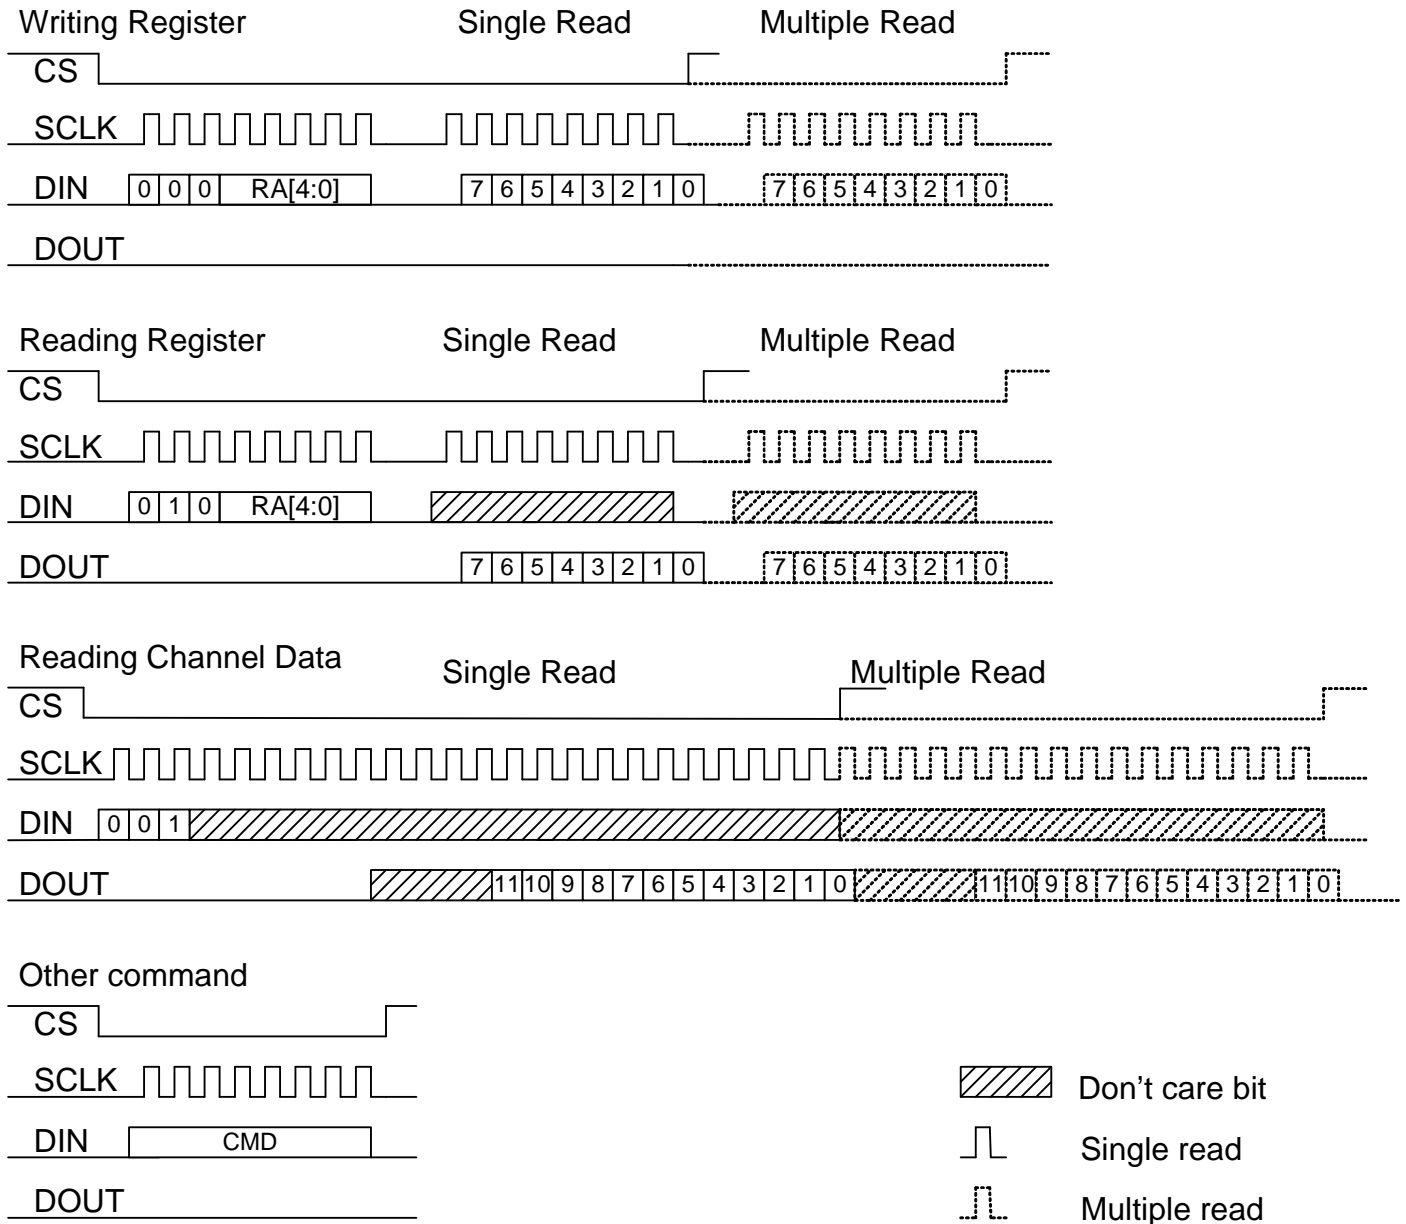 Writing Register Single Read Multiple Read
CS
SCLK
DIN 0 0 0 RA[4:0] 7 6 5 4 3 2 1 0 7 6 5 4 3 2 1 0
DOUT
Reading Register Single Read Multiple Read
CS
SCLK
DIN 0 1 0 RA[4:0]
DOUT 7 6 5 4 3 2 1 0 7 6 5 4 3 2 1 0
Reading Channel Data Single Read Multiple Read
CS
SCLK
DIN 0 0 1
DOUT 11 10 9 8 7 6 5 4 3 2 1 0 11 10 9 8 7 6 5 4 3 2 1 0
Other command
CS
SCLK Don't care bit
DIN CMD Single read
DOUT Multiple read